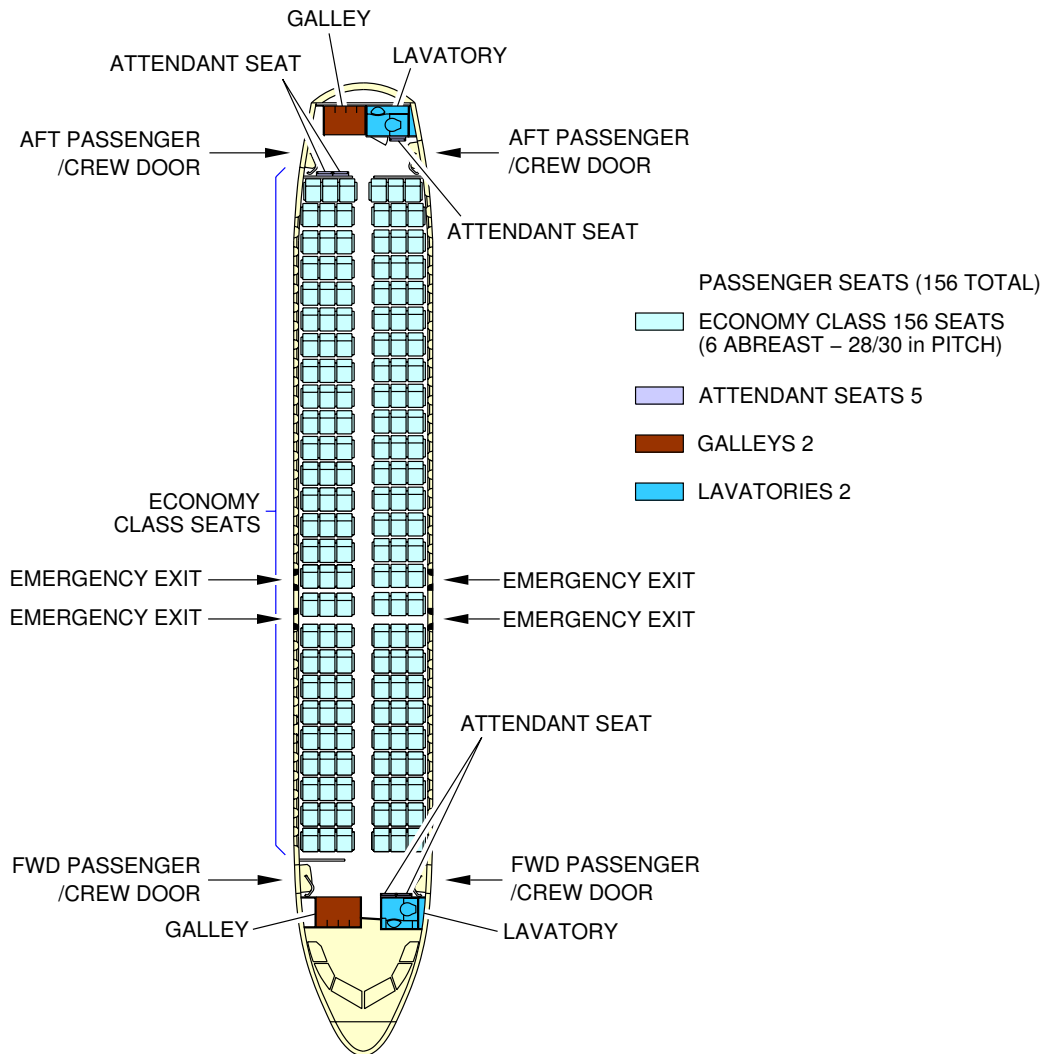 GALLEY
ATTENDANT SEAT
LAVATORY
AFT PASSENGER
/CREW DOOR
AFT PASSENGER
/CREW DOOR
ATTENDANT SEAT
PASSENGER SEATS (156 TOTAL)
ECONOMY CLASS 156 SEATS
(6 ABREAST – 28/30 in PITCH)
ATTENDANT SEATS 5
GALLEYS 2
LAVATORIES 2
ECONOMY
CLASS SEATS
EMERGENCY EXIT
EMERGENCY EXIT
EMERGENCY EXIT
EMERGENCY EXIT
ATTENDANT SEAT
FWD PASSENGER
/CREW DOOR
FWD PASSENGER
/CREW DOOR
GALLEY
LAVATORY